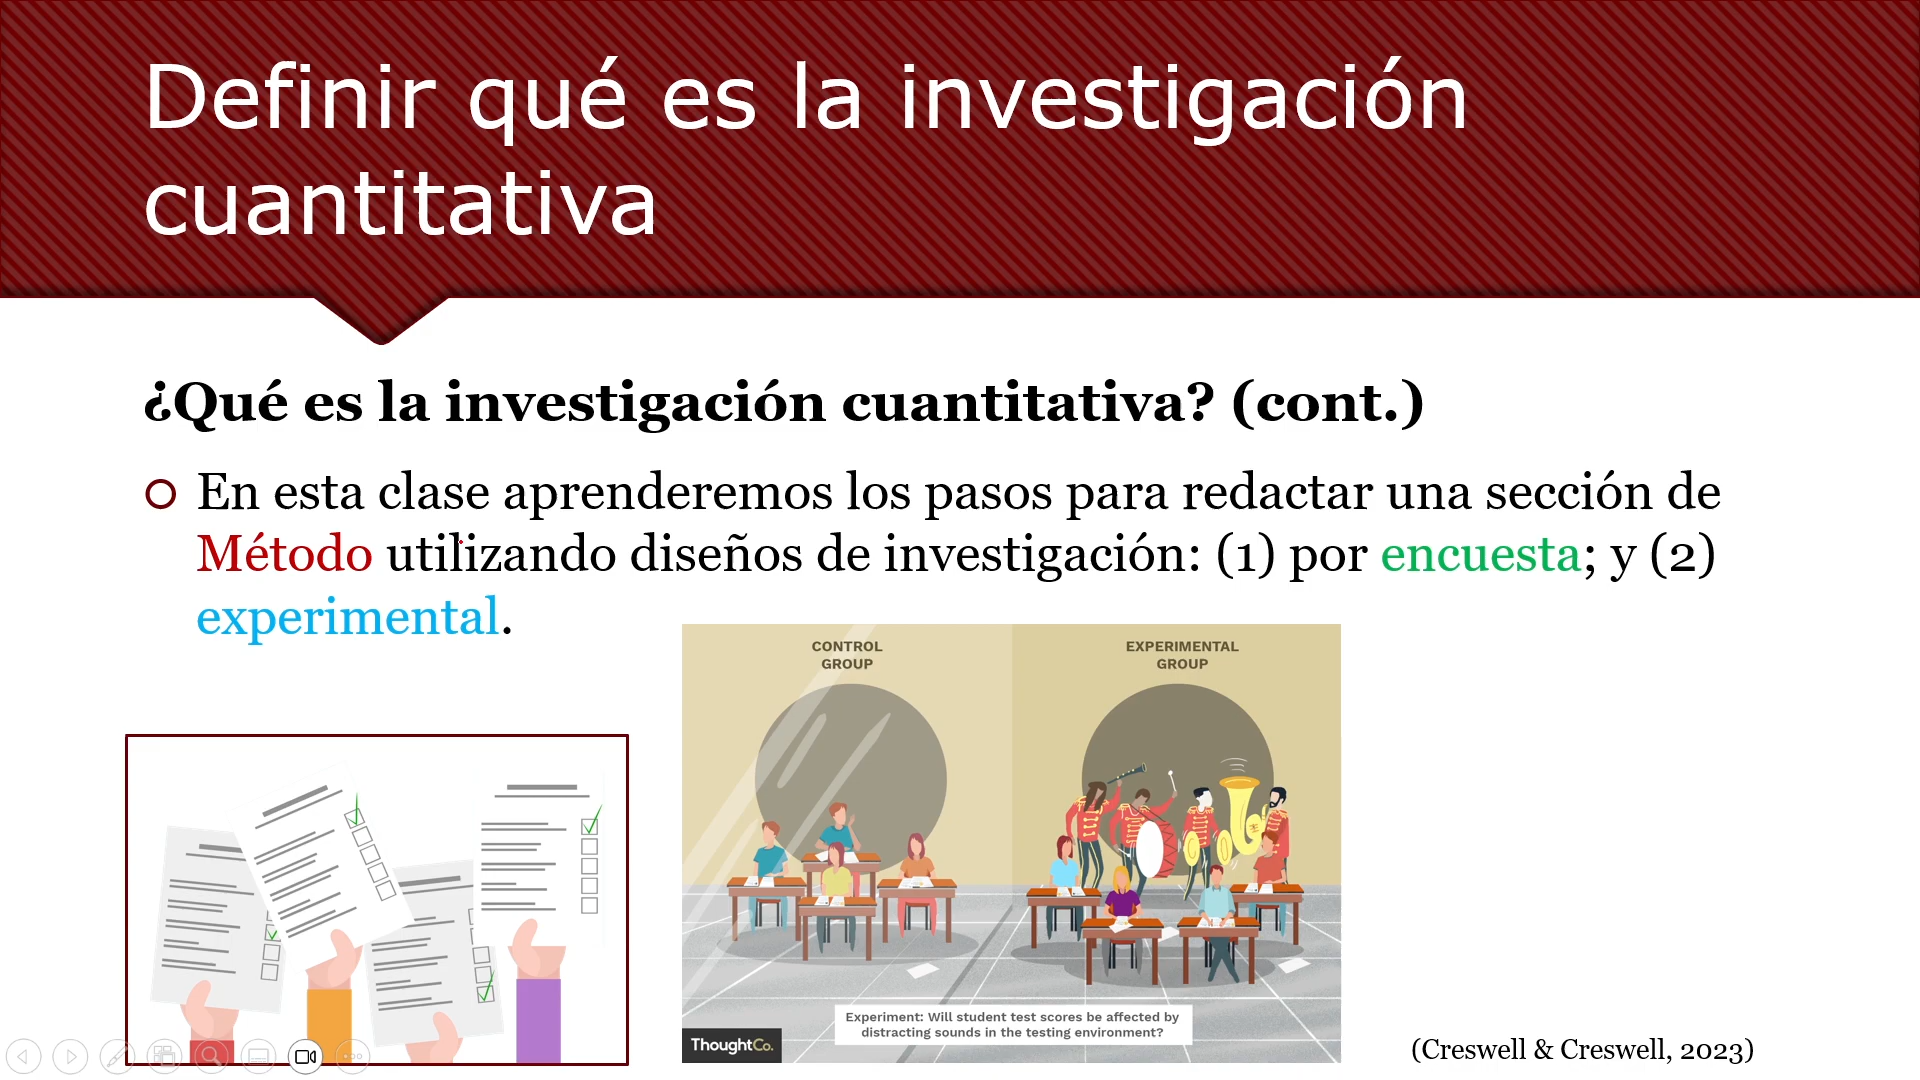 Definir qué es la investigación
cuantitativa
¿Qué es la investigación cuantitativa? (cont.)
En esta clase aprenderemos los pasos para redactar una sección de
Método utilizando diseños de investigación: (1) por encuesta; y (2)
experimental.
CONTROL
GROUP
EXPERIMENTAL
GROUP
Experiment: Will student test scores be affected by
distracting sounds in the testing environment?
ThoughtCo.
(Creswell & Creswell, 2023)